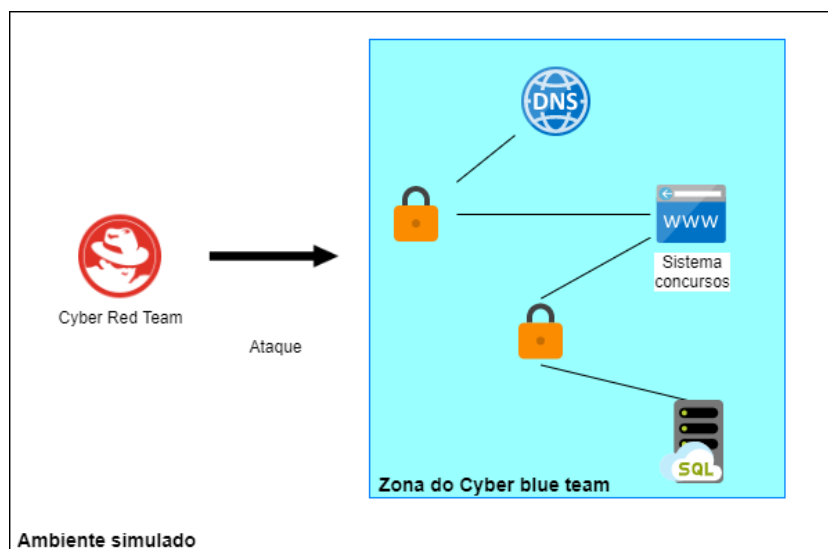 DNS
www
Sistema
concursos
Cyber Red Team
Ataque
SQL
Zona do Cyber blue team
Ambiente simulado